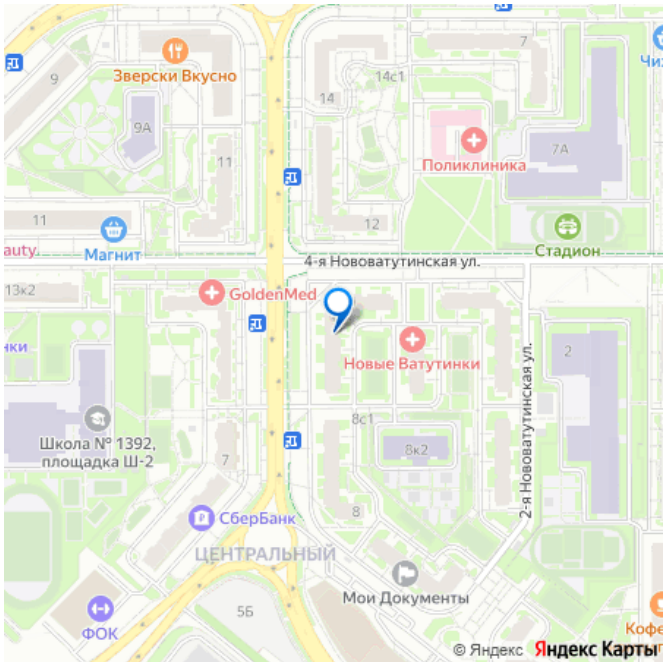 7
Чиж
9
Зверски Вкусно
14с1
14
9А
7А
Поликлиника
11
12
11
Стадион
Магнит
auty
4-я Нововатутинская ул.
13к2
GoldenMed
нки
Новые Ватутинки
2
2-я Нововатутинская ул.
8с1
Школа № 1392,
площадка Ш-2
7
8к2
8
СберБанк
ЦЕНТРАЛЬНЫЙ
Мои Документы
5Б
ФОК
Кофе
© Яндекс Яндекс Карты